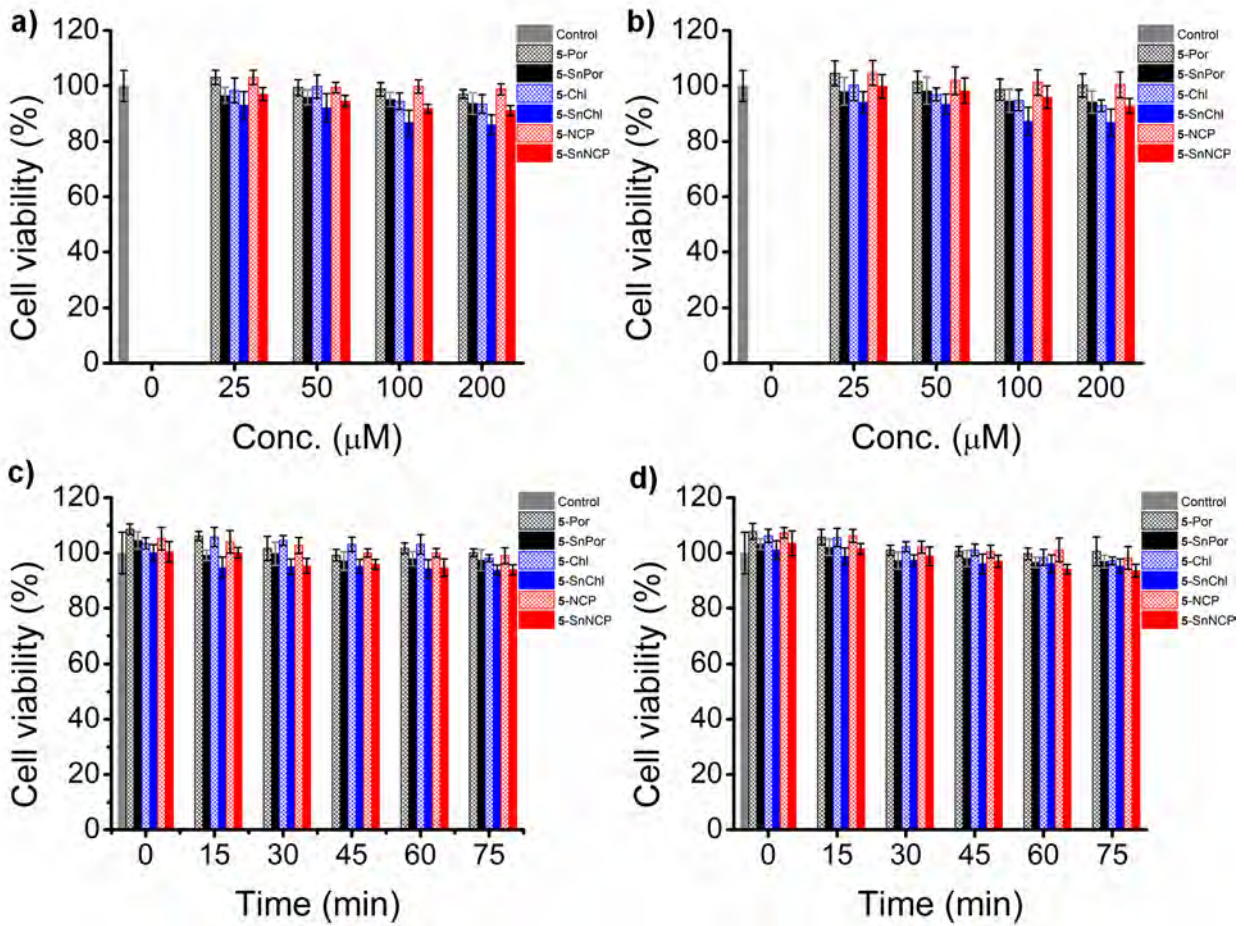 a)
120
100
80
60
40
20
0
Cell viability (%)
0 25 50 100 200
Conc. (μM)
Control
5-Por
5-SnPor
5-Chl
5-SnChl
5-NCP
5-SnNCP
b)
120
100
80
60
40
20
0
Cell viability (%)
0 25 50 100 200
Conc. (μM)
Control
5-Por
5-SnPor
5-Chl
5-SnChl
5-NCP
5-SnNCP
c)
120
100
80
60
40
20
0
Cell viability (%)
0 15 30 45 60 75
Time (min)
Control
5-Por
5-SnPor
5-Chl
5-SnChl
5-NCP
5-SnNCP
d)
120
100
80
60
40
20
0
Cell viability (%)
0 15 30 45 60 75
Time (min)
Conttrol
5-Por
5-SnPor
5-Chl
5-SnChl
5-NCP
5-SnNCP